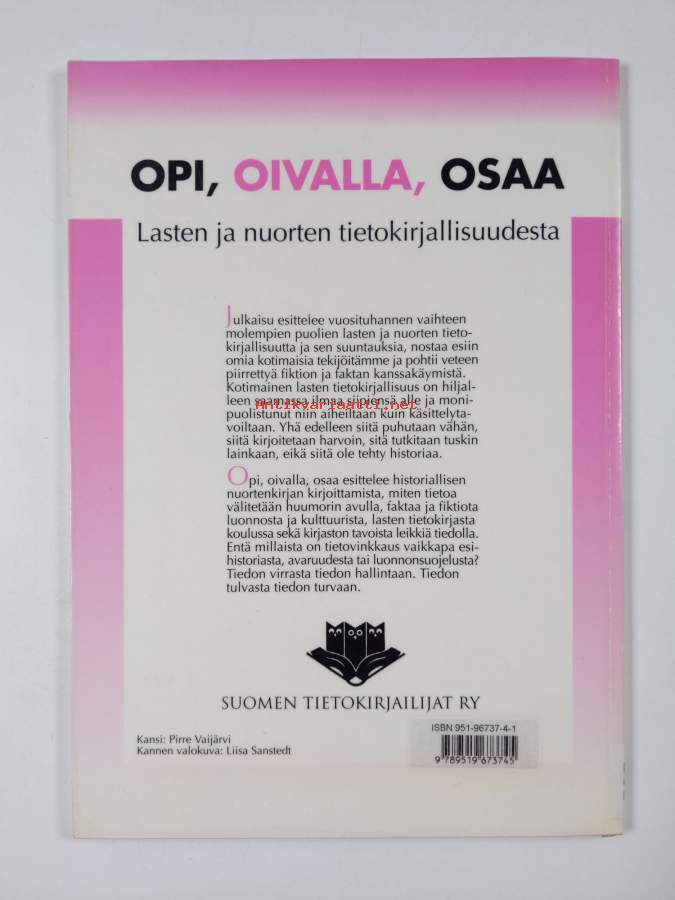 OPI, OIVALLA, OSAA
Lasten ja nuorten tietokirjallisuudesta
Julkaisu esittelee vuosituhannen vaihteen
molempien puolien lasten ja nuorten tieto-
kirjallisuutta ja sen suuntauksia, nostaa esiin
omia kotimaisia tekijöitämme ja pohtii veteen
piirrettyä fiktion ja faktan kanssakäymistä.
Kotimainen lasten tietokirjallisuus on hiljal-
leen saamassa ilmaa siipiensä alle ja moni-
Antikvariaatti.net
puolistunut niin aiheiltaan kuin käsittelyta-
voiltaan. Yhä edelleen siitä puhutaan vähän,
siitä kirjoitetaan harvoin, sitä tutkitaan tuskin
lainkaan, eikä siitä ole tehty historiaa.
Opi, oivalla, osaa esittelee historiallisen
nuortenkirjan kirjoittamista, miten tietoa
välitetään huumorin avulla, faktaa ja fiktiota
luonnosta ja kulttuurista, lasten tietokirjasta
koulussa sekä kirjaston tavoista leikkiä tiedolla.
Entä millaista on tietovinkkaus vaikkapa esi-
historiasta, avaruudesta tai luonnonsuojelusta?
Tiedon virrasta tiedon hallintaan. Tiedon
tulvasta tiedon turvaan.
SUOMEN TIETOKIRJAILIJAT RY
ISBN 951-96737-4-1
Kansi: Pirre Vaijärvi
Kannen valokuva: Liisa Sanstedt
9 789519 673745